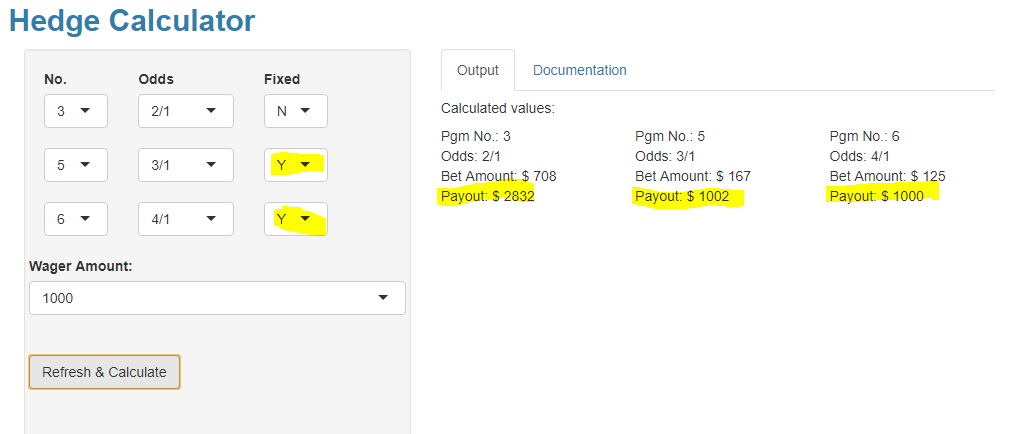 Hedge Calculator
No. Odds Fixed
3 2/1 N
5 3/1 Y
6 4/1 Y
Wager Amount:
1000
Refresh & Calculate
Output Documentation
Calculated values:
Pgm No.: 3 Pgm No.: 5 Pgm No.: 6
Odds: 2/1 Odds: 3/1 Odds: 4/1
Bet Amount: $ 708 Bet Amount: $ 167 Bet Amount: $ 125
Payout: $ 2832 Payout: $ 1002 Payout: $ 1000